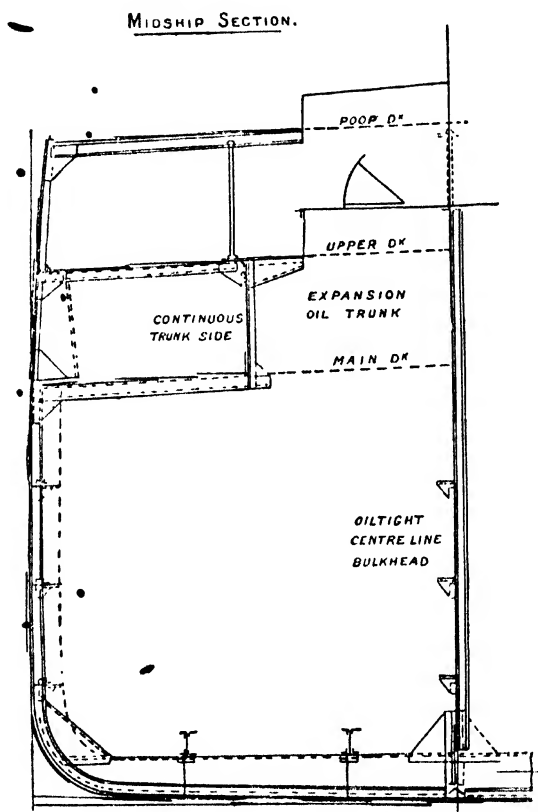 MIDSHIP SECTION.
POOP DK
UPPER DK
EXPANSION
OIL TRUNK
CONTINUOUS
TRUNK SIDE
MAIN DK
OILTIGHT
CENTRE LINE
BULKHEAD